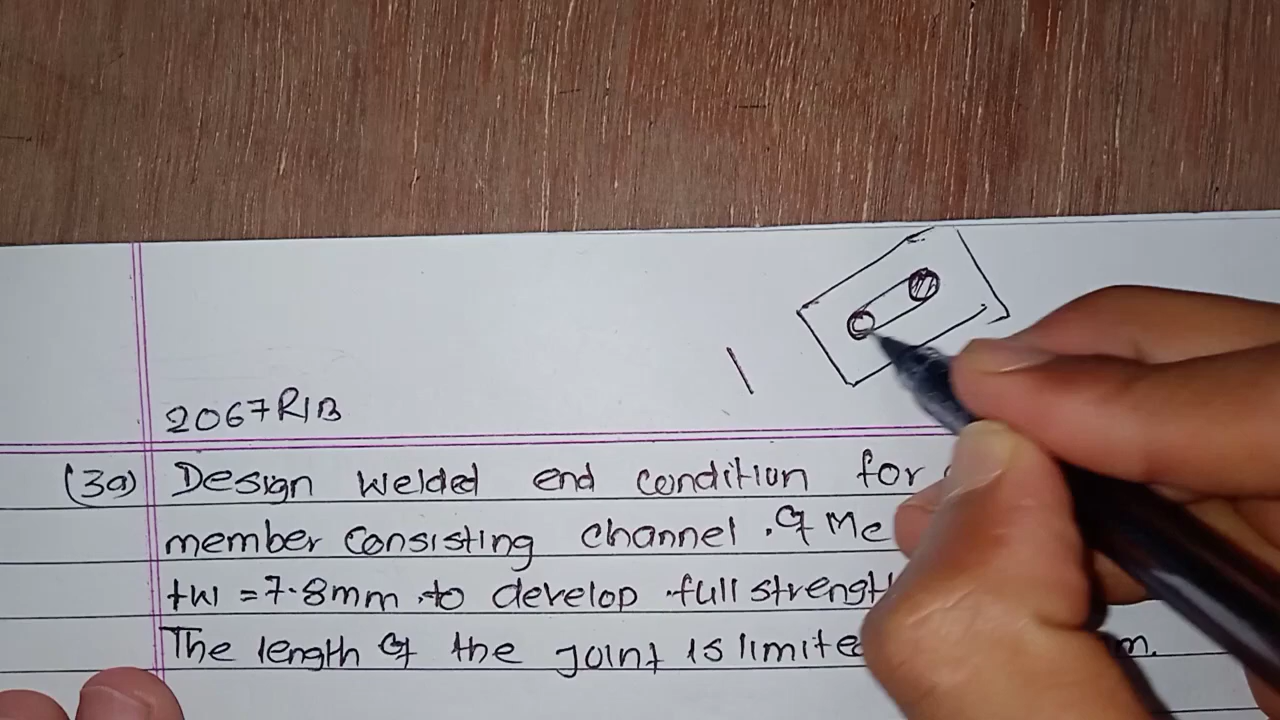 2067 R/B
(3a) Design welded end condition for
member consisting channel . of Me
tw = 7.8mm .to develop .full strengt
The length of the joint is limite m.